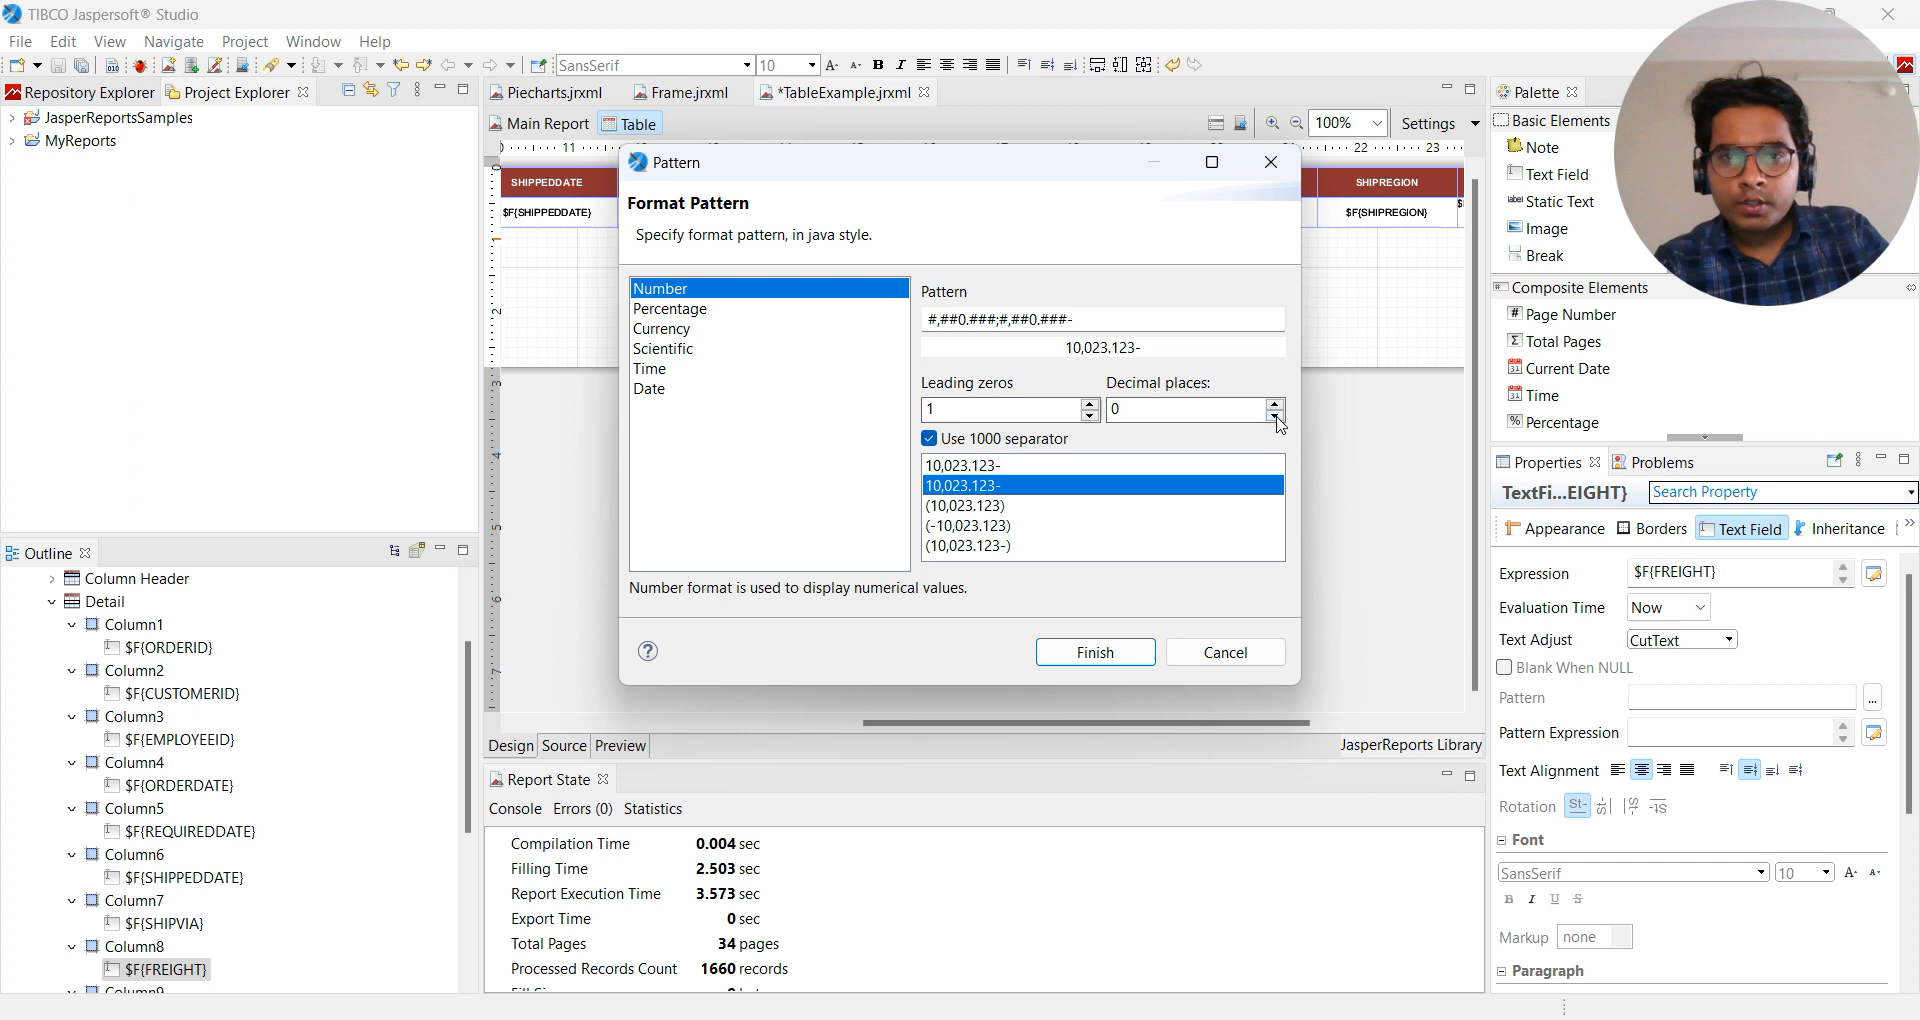 TIBCO Jaspersoft® Studio
File Edit View Navigate Project Window Help
SansSerif 10
Repository Explorer Project Explorer
JasperReportsSamples
MyReports
Piecharts.jrxml Frame.jrxml *TableExample.jrxml
Main Report Table 100% Settings
11 22 23
SHIPPEDDATE SHIPREGION
$F{SHIPPEDDATE} $F{SHIPREGION}
Pattern
Format Pattern
Specify format pattern, in java style.
Number
Percentage
Currency
Scientific
Time
Date
Pattern
#,##0.###;#,##0.###-
10,023.123-
Leading zeros Decimal places:
1 0
Use 1000 separator
10,023.123-
10,023.123-
(10,023.123)
(-10,023.123)
(10,023.123-)
Number format is used to display numerical values.
Finish Cancel
Design Source Preview JasperReports Library
Report State
Console Errors (0) Statistics
Compilation Time 0.004 sec
Filling Time 2.503 sec
Report Execution Time 3.573 sec
Export Time 0 sec
Total Pages 34 pages
Processed Records Count 1660 records
Outline
Column Header
Detail
Column1
$F{ORDERID}
Column2
$F{CUSTOMERID}
Column3
$F{EMPLOYEEID}
Column4
$F{ORDERDATE}
Column5
$F{REQUIREDDATE}
Column6
$F{SHIPPEDDATE}
Column7
$F{SHIPVIA}
Column8
$F{FREIGHT}
Column9
Palette
Basic Elements
Note
Text Field
Static Text
Image
Break
Composite Elements
Page Number
Total Pages
Current Date
Time
Percentage
Properties Problems
TextFi...EIGHT} Search Property
Appearance Borders Text Field Inheritance
Expression $F{FREIGHT}
Evaluation Time Now
Text Adjust CutText
Blank When NULL
Pattern ...
Pattern Expression
Text Alignment
Rotation
Font
SansSerif 10
B I U S
Markup none
Paragraph